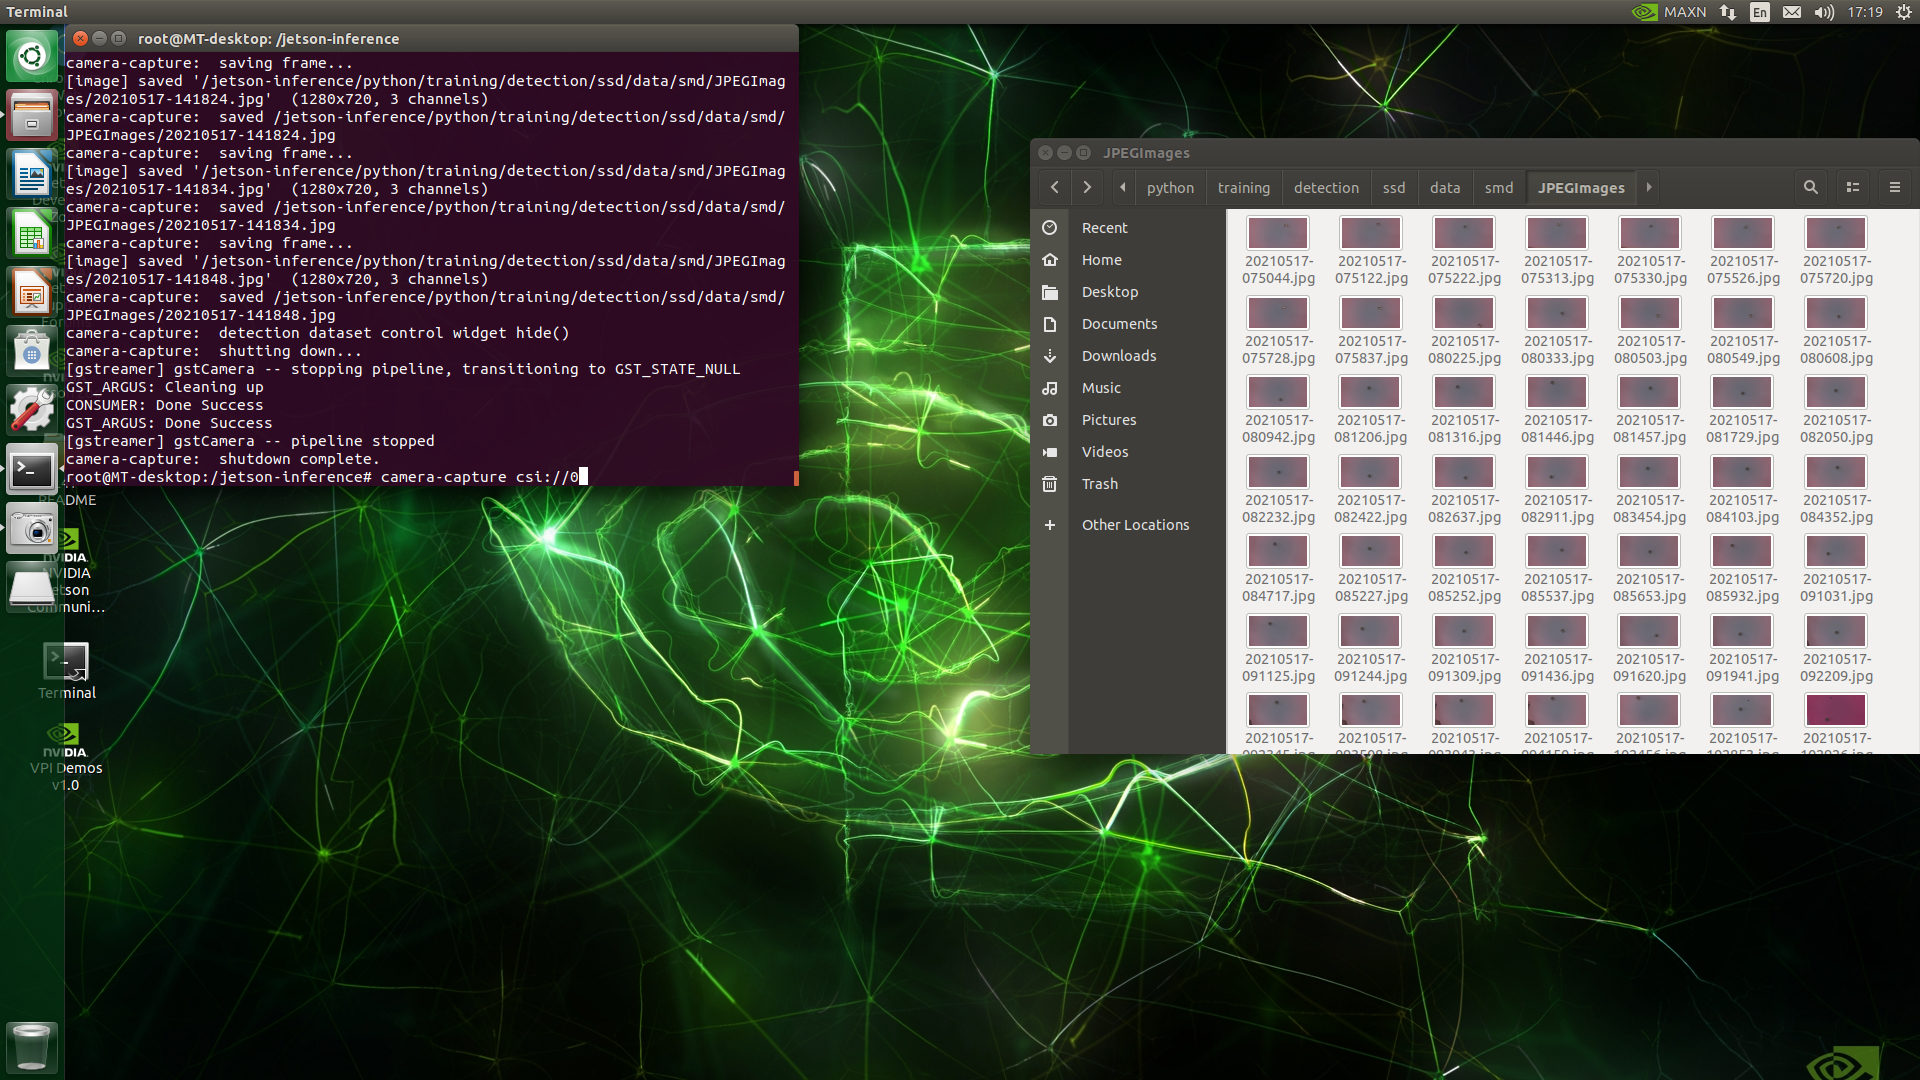 Terminal
MAXN
En
17:19
root@MT-desktop: /jetson-inference
camera-capture:  saving frame...
[image] saved '/jetson-inference/python/training/detection/ssd/data/smd/JPEGImag
es/20210517-141824.jpg'  (1280x720, 3 channels)
camera-capture:  saved /jetson-inference/python/training/detection/ssd/data/smd/
JPEGImages/20210517-141824.jpg
camera-capture:  saving frame...
[image] saved '/jetson-inference/python/training/detection/ssd/data/smd/JPEGImag
es/20210517-141834.jpg'  (1280x720, 3 channels)
camera-capture:  saved /jetson-inference/python/training/detection/ssd/data/smd/
JPEGImages/20210517-141834.jpg
camera-capture:  saving frame...
[image] saved '/jetson-inference/python/training/detection/ssd/data/smd/JPEGImag
es/20210517-141848.jpg'  (1280x720, 3 channels)
camera-capture:  saved /jetson-inference/python/training/detection/ssd/data/smd/
JPEGImages/20210517-141848.jpg
camera-capture:  detection dataset control widget hide()
camera-capture:  shutting down...
[gstreamer] gstCamera -- stopping pipeline, transitioning to GST_STATE_NULL
GST_ARGUS: Cleaning up
CONSUMER: Done Success
GST_ARGUS: Done Success
[gstreamer] gstCamera -- pipeline stopped
camera-capture:  shutdown complete.
root@MT-desktop:/jetson-inference# camera-capture csi://0
README
NVIDIA.
NVIDIA
Jetson
Communi...
Terminal
NVIDIA.
VPI Demos
v1.0
JPEGImages
python training detection ssd data smd JPEGImages
Recent
Home
Desktop
Documents
Downloads
Music
Pictures
Videos
Trash
Other Locations
20210517- 20210517- 20210517- 20210517- 20210517- 20210517- 20210517-
075044.jpg 075122.jpg 075222.jpg 075313.jpg 075330.jpg 075526.jpg 075720.jpg
20210517- 20210517- 20210517- 20210517- 20210517- 20210517- 20210517-
075728.jpg 075837.jpg 080225.jpg 080333.jpg 080503.jpg 080549.jpg 080608.jpg
20210517- 20210517- 20210517- 20210517- 20210517- 20210517- 20210517-
080942.jpg 081206.jpg 081316.jpg 081446.jpg 081457.jpg 081729.jpg 082050.jpg
20210517- 20210517- 20210517- 20210517- 20210517- 20210517- 20210517-
082232.jpg 082422.jpg 082637.jpg 082911.jpg 083454.jpg 084103.jpg 084352.jpg
20210517- 20210517- 20210517- 20210517- 20210517- 20210517- 20210517-
084717.jpg 085227.jpg 085252.jpg 085537.jpg 085653.jpg 085932.jpg 091031.jpg
20210517- 20210517- 20210517- 20210517- 20210517- 20210517- 20210517-
091125.jpg 091244.jpg 091309.jpg 091436.jpg 091620.jpg 091941.jpg 092209.jpg
20210517- 20210517- 20210517- 20210517- 20210517- 20210517- 20210517-